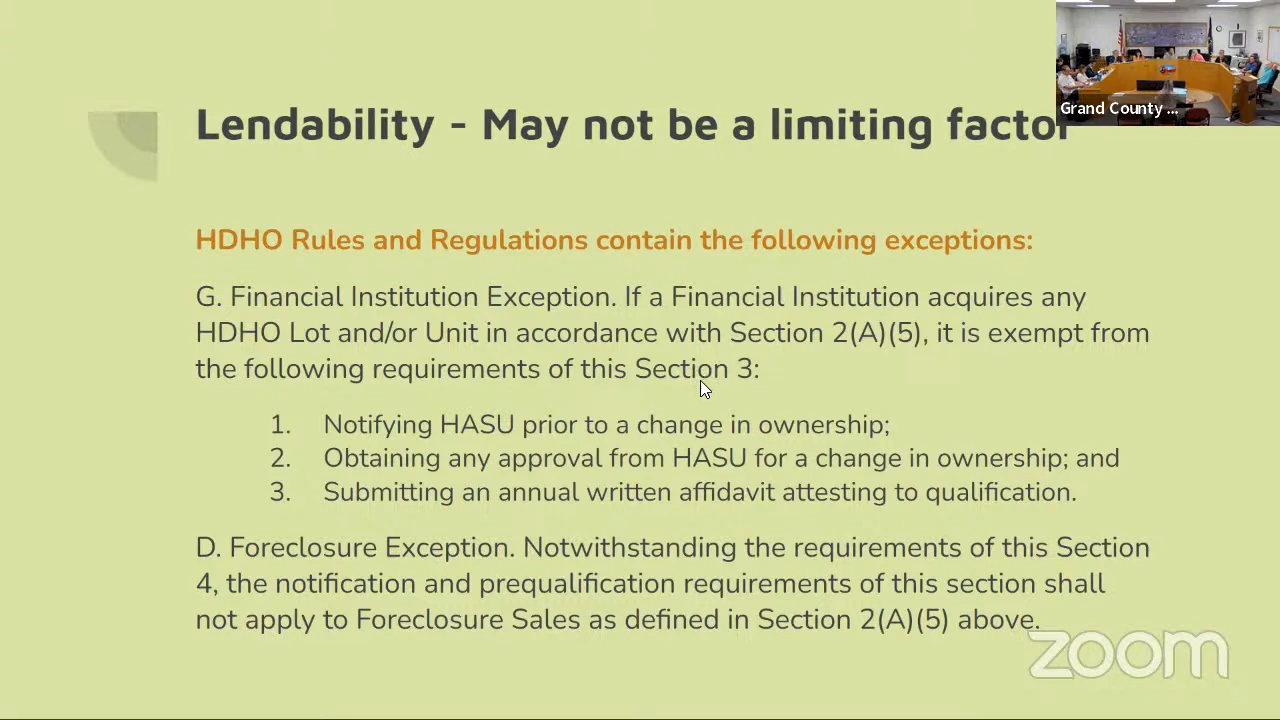 Grand County ...
Lendability - May not be a limiting factor
HDHO Rules and Regulations contain the following exceptions:
G. Financial Institution Exception. If a Financial Institution acquires any
HDHO Lot and/or Unit in accordance with Section 2(A)(5), it is exempt from
the following requirements of this Section 3:
1. Notifying HASU prior to a change in ownership;
2. Obtaining any approval from HASU for a change in ownership; and
3. Submitting an annual written affidavit attesting to qualification.
D. Foreclosure Exception. Notwithstanding the requirements of this Section
4, the notification and prequalification requirements of this section shall
not apply to Foreclosure Sales as defined in Section 2(A)(5) above.
zoom